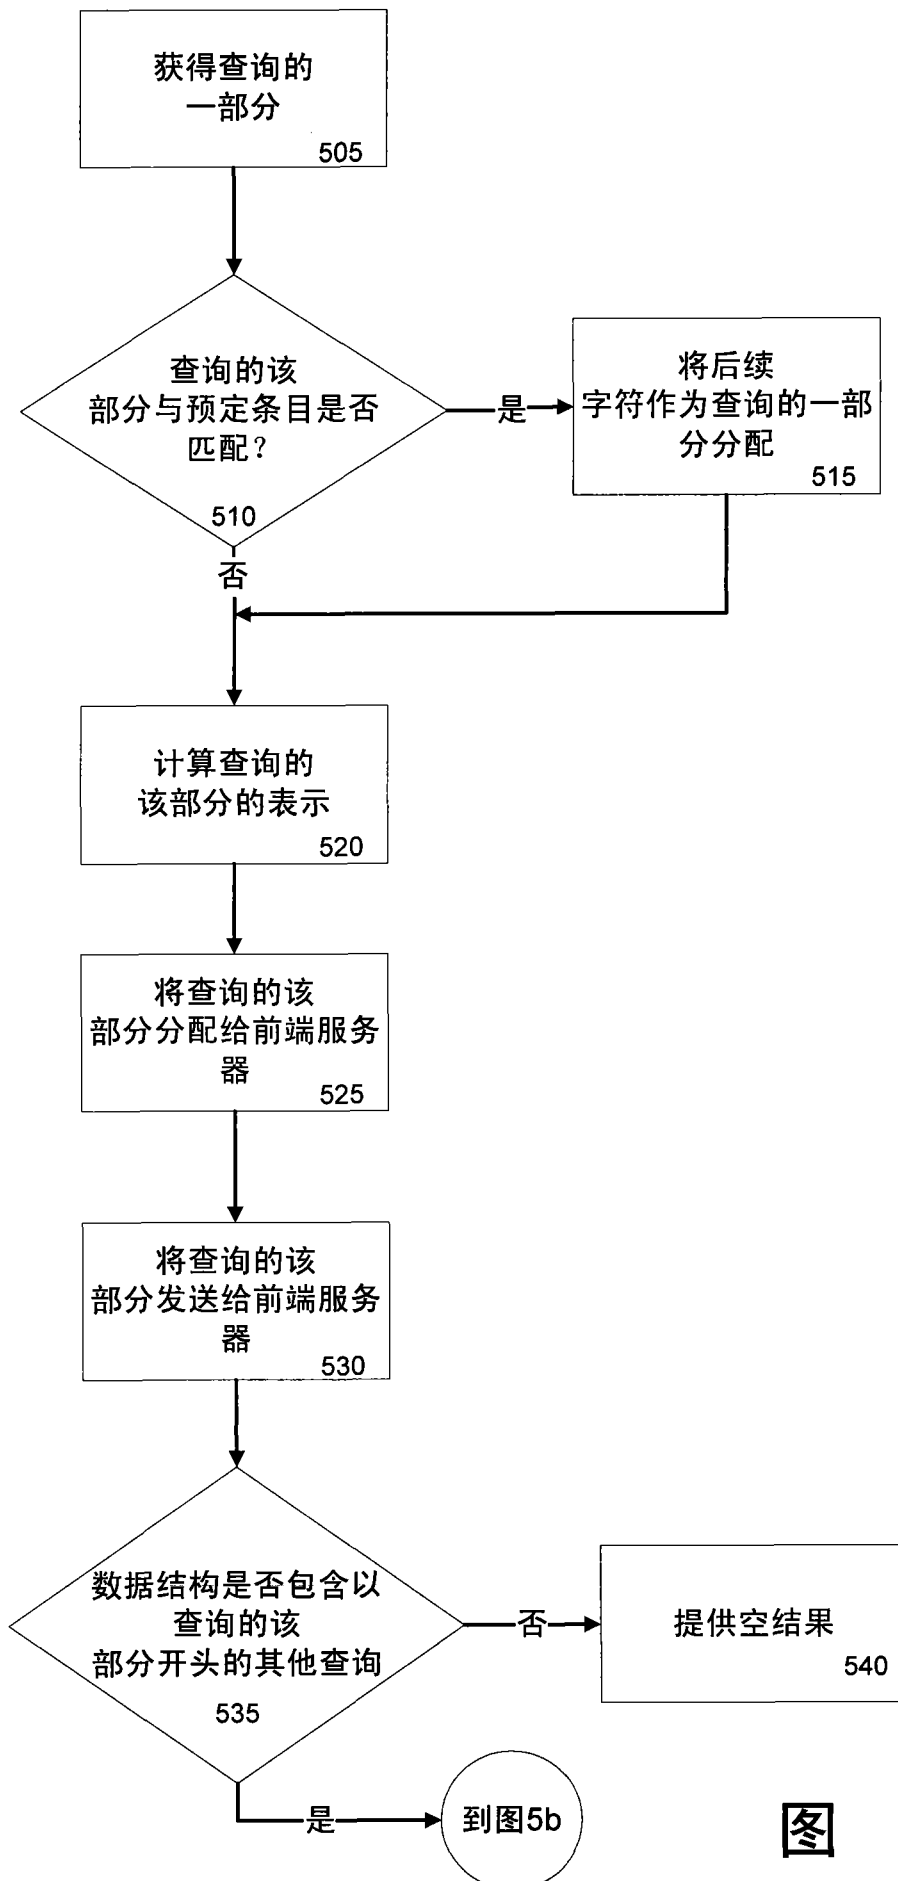 获得查询的
一部分
505
查询的该
部分与预定条目是否
匹配？
510
是
将后续
字符作为查询的一部
分分配
515
否
计算查询的
该部分的表示
520
将查询的该
部分分配给前端服务
器
525
将查询的该
部分发送给前端服务
器
530
数据结构是否包含以
查询的该
部分开头的其他查询
535
否
提供空结果
540
是
到图5b
图